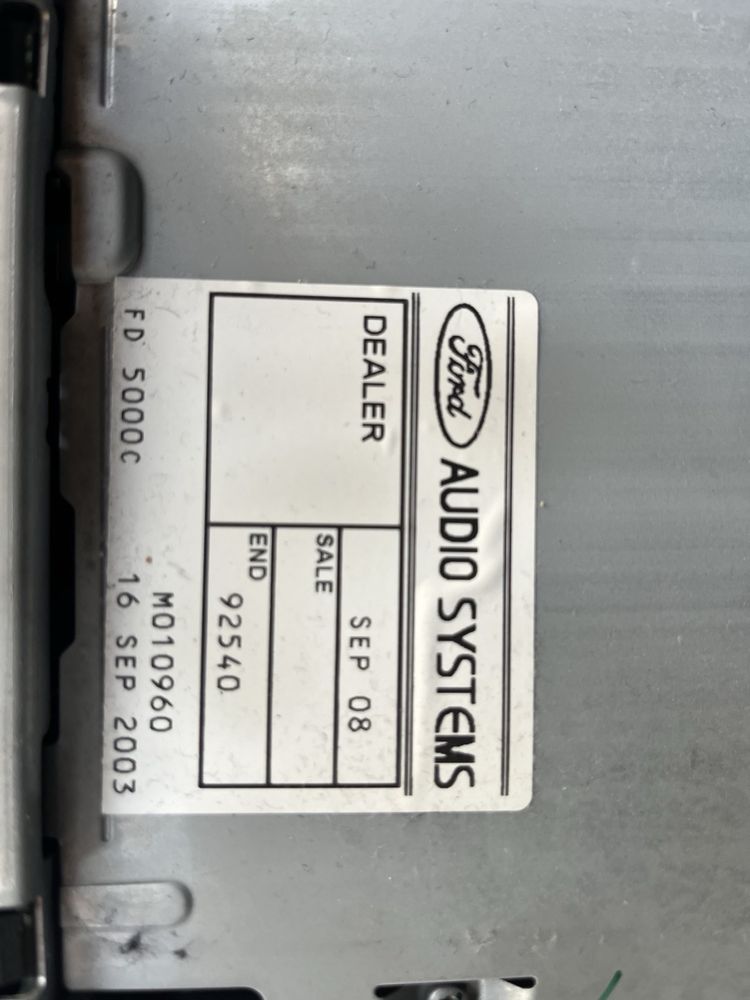 Ford AUDIO SYSTEMS
DEALER
SEP 08
SALE
END 92540
M010960
FD 5000C 16 SEP 2003